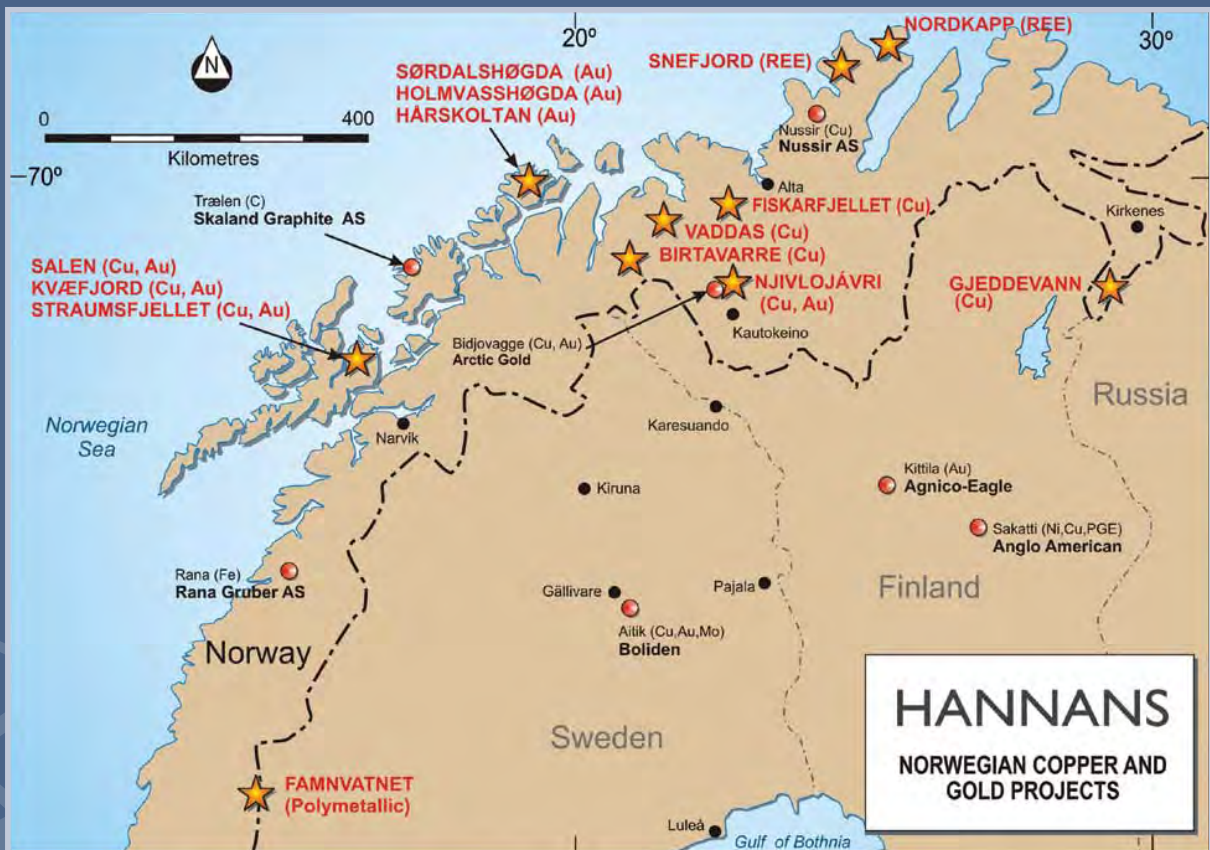 20º
30º
NORDKAPP (REE)
SNEFJORD (REE)
N
SØRDALSHØGDA (Au)
HOLMVASSHØGDA (Au)
HÅRSKOLTAN (Au)
0
400
Kilometres
Nussir (Cu)
Nussir AS
70º
Trælen (C)
Skaland Graphite AS
Alta
FISKARFJELLET (Cu)
Kirkenes
VADDAS (Cu)
BIRTAVARRE (Cu)
SALEN (Cu, Au)
KVÆFJORD (Cu, Au)
STRAUMSFJELLET (Cu, Au)
NJIVLOJÁVRI
(Cu, Au)
GJEDDEVANN
(Cu)
Kautokeino
Bidjovagge (Cu, Au)
Arctic Gold
Russia
Norwegian
Sea
Narvik
Karesuando
Kiruna
Kittila (Au)
Agnico-Eagle
Sakatti (Ni,Cu,PGE)
Anglo American
Rana (Fe)
Rana Gruber AS
Gällivare
Pajala
Finland
Aitik (Cu,Au,Mo)
Boliden
Norway
HANNANS
NORWEGIAN COPPER AND
GOLD PROJECTS
Sweden
FAMNVATNET
(Polymetallic)
Luleå
Gulf of Bothnia